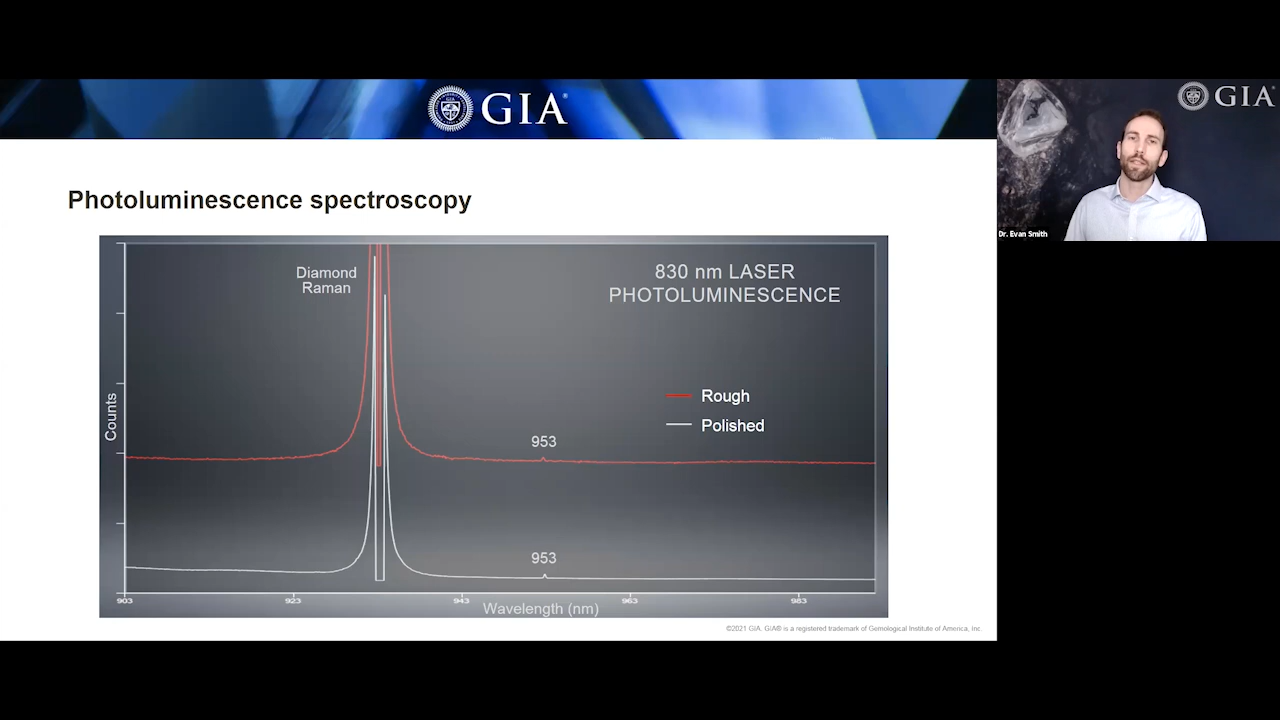 GIA
GIA
Dr. Evan Smith
Photoluminescence spectroscopy
Diamond
Raman
830 nm LASER
PHOTOLUMINESCENCE
Rough
Polished
Counts
953
953
903
923
943
963
983
Wavelength (nm)
©2021 GIA. GIA® is a registered trademark of Gemological Institute of America, Inc